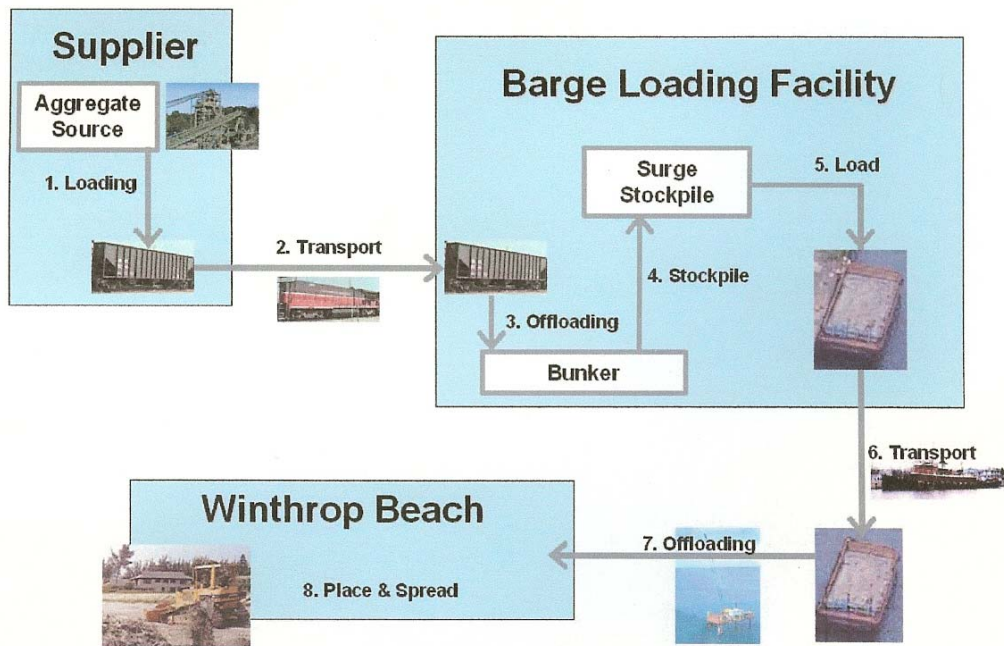 Supplier
Aggregate
Source
1. Loading
2. Transport
Barge Loading Facility
3. Offloading
Bunker
4. Stockpile
Surge
Stockpile
5. Load
6. Transport
7. Offloading
Winthrop Beach
8. Place & Spread